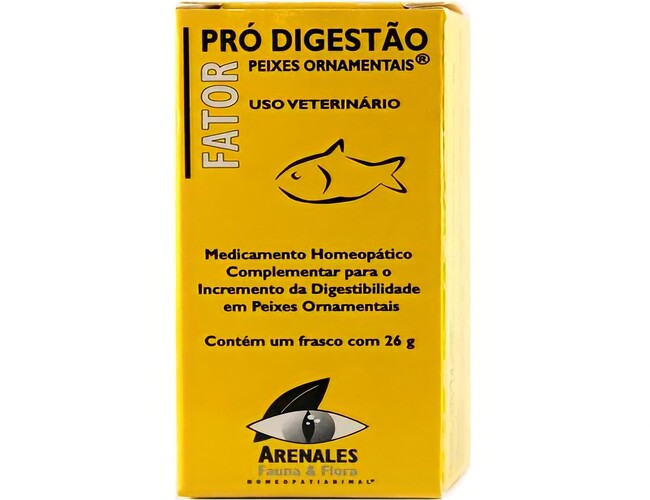 FATOR
PRÓ DIGESTÃO
PEIXES ORNAMENTAIS®
USO VETERINÁRIO
Medicamento Homeopático
Complementar para o
Incremento da Digestibilidade
em Peixes Ornamentais
Contém um frasco com 26 g
ARENALES
Fauna & Flora
HOMEOPATIANIMAL®